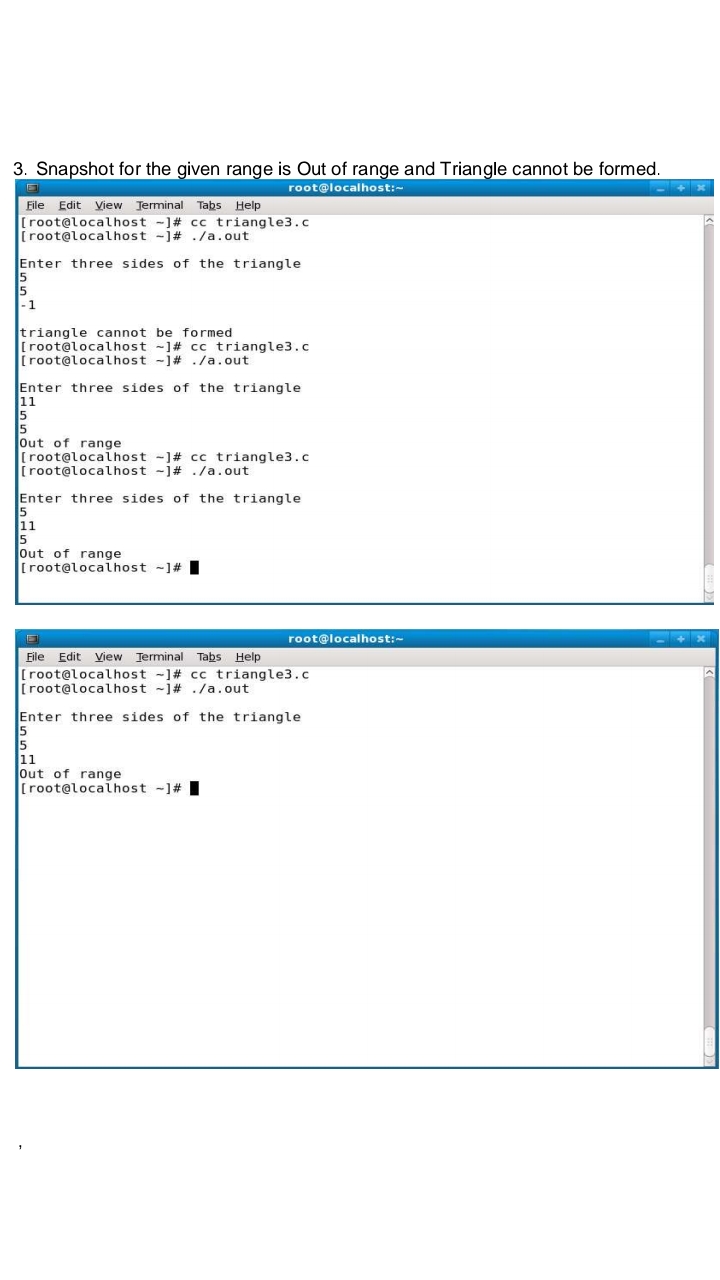 3. Snapshot for the given range is Out of range and Triangle cannot be formed.
root@localhost:~
File Edit View Terminal Tabs Help
[root@localhost ~]# cc triangle3.c
[root@localhost ~]# ./a.out
Enter three sides of the triangle
5
5
-1
triangle cannot be formed
[root@localhost ~]# cc triangle3.c
[root@localhost ~]# ./a.out
Enter three sides of the triangle
11
5
5
Out of range
[root@localhost ~]# cc triangle3.c
[root@localhost ~]# ./a.out
Enter three sides of the triangle
5
11
5
Out of range
[root@localhost ~]#
root@localhost:~
File Edit View Terminal Tabs Help
[root@localhost ~]# cc triangle3.c
[root@localhost ~]# ./a.out
Enter three sides of the triangle
5
5
11
Out of range
[root@localhost ~]#
,